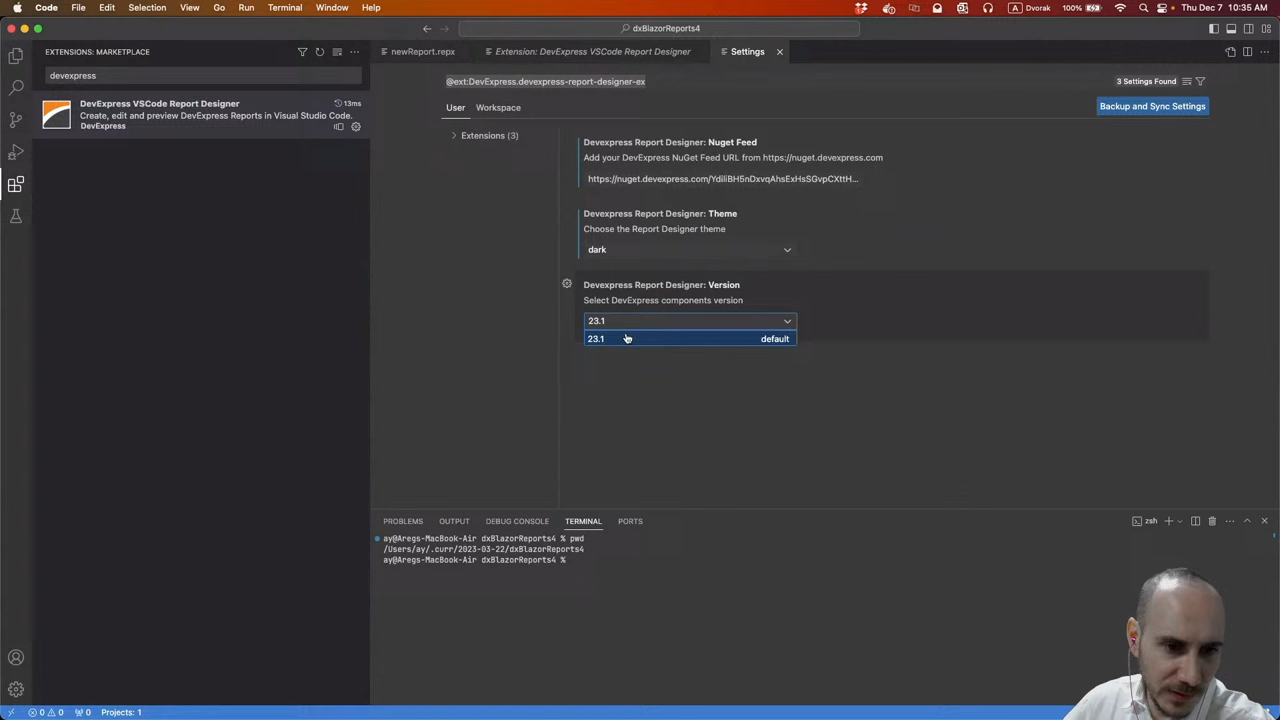 Code File Edit Selection View Go Run Terminal Window Help
Dvorak 100% Thu Dec 7 10:35 AM
dxBlazorReports4
EXTENSIONS: MARKETPLACE
devexpress
DevExpress VSCode Report Designer 13ms
Create, edit and preview DevExpress Reports in Visual Studio Code.
DevExpress
newReport.repx Extension: DevExpress VSCode Report Designer Settings
@ext:DevExpress.devexpress-report-designer-ex
3 Settings Found
User Workspace
Backup and Sync Settings
Extensions (3)
Devexpress Report Designer: Nuget Feed
Add your DevExpress NuGet Feed URL from https://nuget.devexpress.com
Devexpress Report Designer: Theme
Choose the Report Designer theme
dark
Devexpress Report Designer: Version
Select DevExpress components version
23.1
23.1 default
PROBLEMS OUTPUT DEBUG CONSOLE TERMINAL PORTS
zsh
ay@Aregs-MacBook-Air dxBlazorReports4 % pwd
/Users/ay/.curr/2023-03-22/dxBlazorReports4
ay@Aregs-MacBook-Air dxBlazorReports4 %
0 0 0 Projects: 1